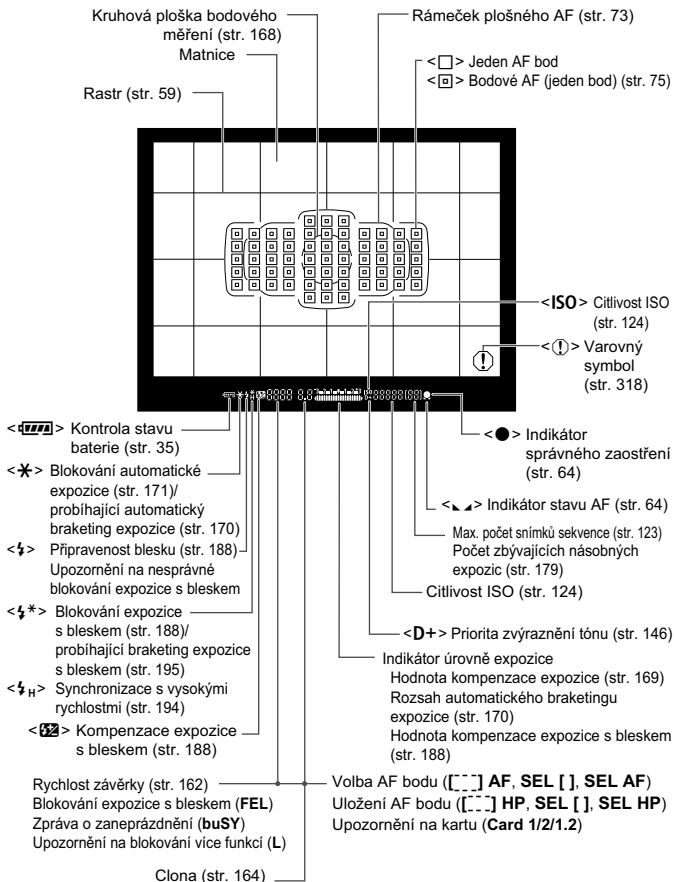 Kruhová ploška bodového
měření (str. 168)
Matnice
Rastr (str. 59)
Rámeček plošného AF (str. 73)
<□> Jeden AF bod
<▣> Bodové AF (jeden bod) (str. 75)
<ISO> Citlivost ISO
(str. 124)
<!> Varovný
symbol
(str. 318)
<●> Indikátor
správného zaostření
(str. 64)
<◣ ◢> Indikátor stavu AF (str. 64)
Max. počet snímků sekvence (str. 123)
Počet zbývajících násobných
expozic (str. 179)
Citlivost ISO (str. 124)
<D+> Priorita zvýraznění tónu (str. 146)
Indikátor úrovně expozice
Hodnota kompenzace expozice (str. 169)
Rozsah automatického braketingu
expozice (str. 170)
Hodnota kompenzace expozice s bleskem
(str. 188)
< > Kontrola stavu
baterie (str. 35)
<✱> Blokování automatické
expozice (str. 171)/
probíhající automatický
braketing expozice (str. 170)
<⚡> Připravenost blesku (str. 188)
Upozornění na nesprávné
blokování expozice s bleskem
<⚡*> Blokování expozice
s bleskem (str. 188)/
probíhající braketing expozice
s bleskem (str. 195)
<⚡H> Synchronizace s vysokými
rychlostmi (str. 194)
< > Kompenzace expozice
s bleskem (str. 188)
Rychlost závěrky (str. 162)
Blokování expozice s bleskem (FEL)
Zpráva o zaneprázdnění (buSY)
Upozornění na blokování více funkcí (L)
Clona (str. 164)
Volba AF bodu ([ ] AF, SEL [ ], SEL AF)
Uložení AF bodu ([ ] HP, SEL [ ], SEL HP)
Upozornění na kartu (Card 1/2/1.2)